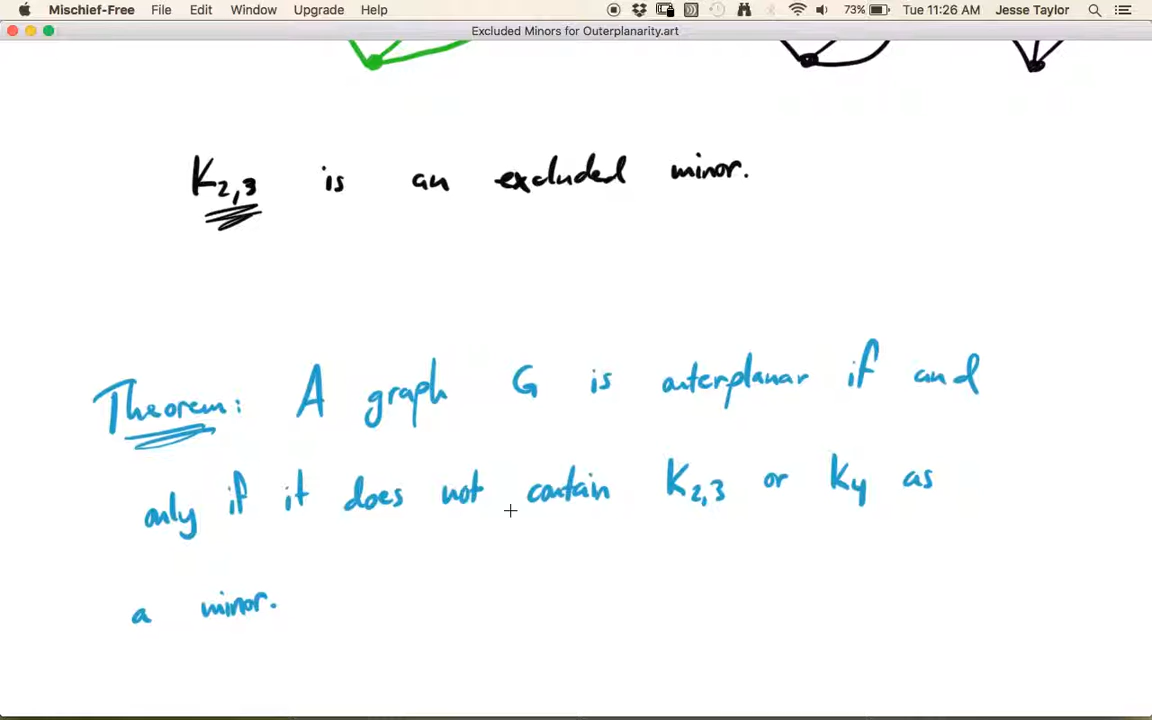 Mischief-Free File Edit Window Upgrade Help 73% Tue 11:26 AM Jesse Taylor
Excluded Minors for Outerplanarity.art
K2,3 is an excluded minor.
Theorem: A graph G is outerplanar if and
only if it does not contain K2,3 or K4 as
a minor.